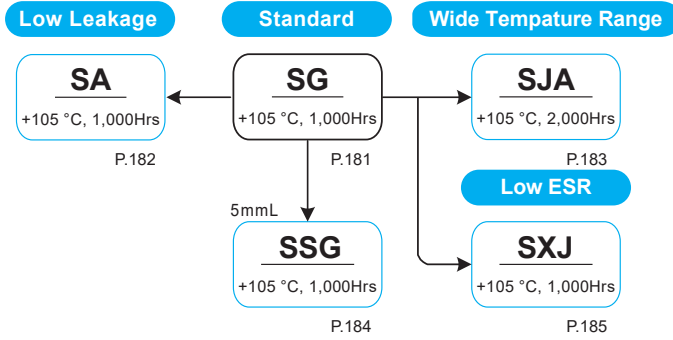 Low Leakage
Standard
Wide Tempature Range
SA
+105 °C, 1,000Hrs
P.182
SG
+105 °C, 1,000Hrs
P.181
SJA
+105 °C, 2,000Hrs
P.183
Low ESR
5mmL
SSG
+105 °C, 1,000Hrs
P.184
SXJ
+105 °C, 1,000Hrs
P.185